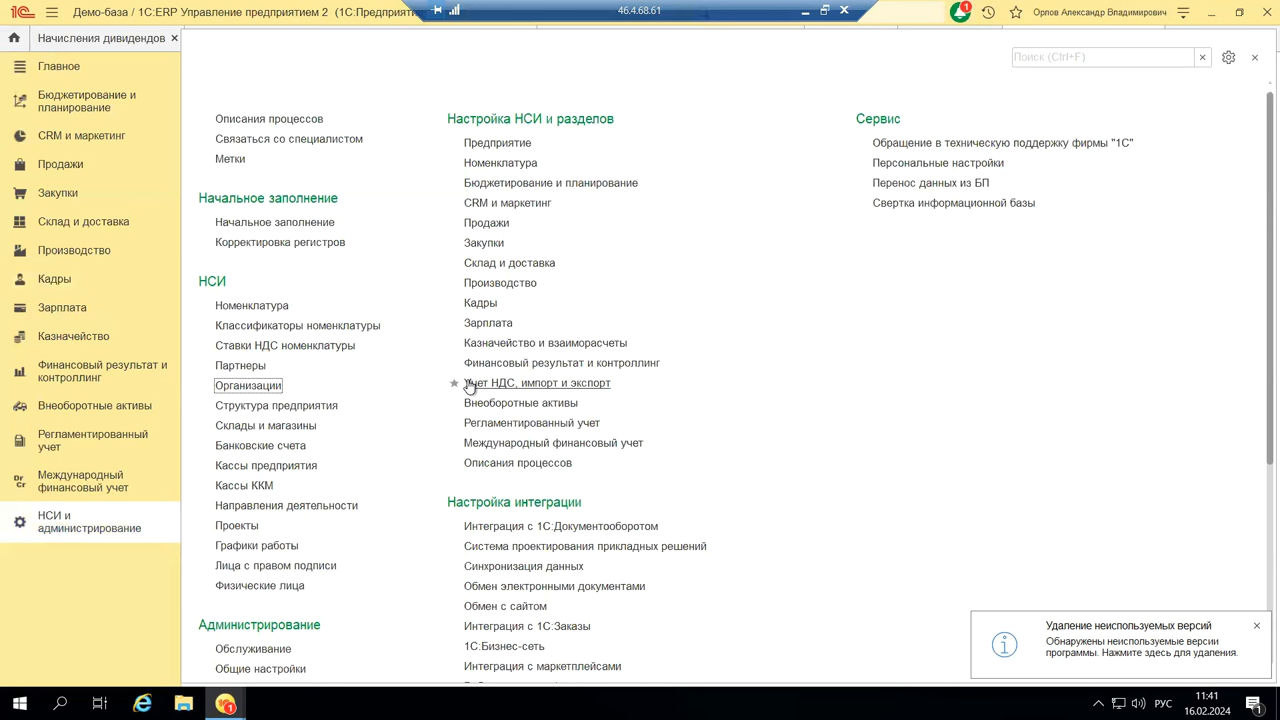 Демо-база / 1С:ERP Управление предприятием 2 (1С:Предприяти
46.4.68.61
1
Орлов Александр Владимирович
Начисления дивидендов
Поиск (Ctrl+F)
Главное
Бюджетирование и
планирование
CRM и маркетинг
Продажи
Закупки
Склад и доставка
Производство
Кадры
Зарплата
Казначейство
Финансовый результат и
контроллинг
Внеоборотные активы
Регламентированный
учет
Dr
Cr
Международный
финансовый учет
НСИ и
администрирование
Описания процессов
Связаться со специалистом
Метки
Начальное заполнение
Начальное заполнение
Корректировка регистров
НСИ
Номенклатура
Классификаторы номенклатуры
Ставки НДС номенклатуры
Партнеры
Организации
Структура предприятия
Склады и магазины
Банковские счета
Кассы предприятия
Кассы ККМ
Направления деятельности
Проекты
Графики работы
Лица с правом подписи
Физические лица
Администрирование
Обслуживание
Общие настройки
Настройка НСИ и разделов
Предприятие
Номенклатура
Бюджетирование и планирование
CRM и маркетинг
Продажи
Закупки
Склад и доставка
Производство
Кадры
Зарплата
Казначейство и взаиморасчеты
Финансовый результат и контроллинг
Учет НДС, импорт и экспорт
Внеоборотные активы
Регламентированный учет
Международный финансовый учет
Описания процессов
Настройка интеграции
Интеграция с 1С:Документооборотом
Система проектирования прикладных решений
Синхронизация данных
Обмен электронными документами
Обмен с сайтом
Интеграция с 1С:Заказы
1С:Бизнес-сеть
Интеграция с маркетплейсами
Сервис
Обращение в техническую поддержку фирмы "1С"
Персональные настройки
Перенос данных из БП
Свертка информационной базы
Удаление неиспользуемых версий
Обнаружены неиспользуемые версии
программы. Нажмите здесь для удаления.
РУС
11:41
16.02.2024
1